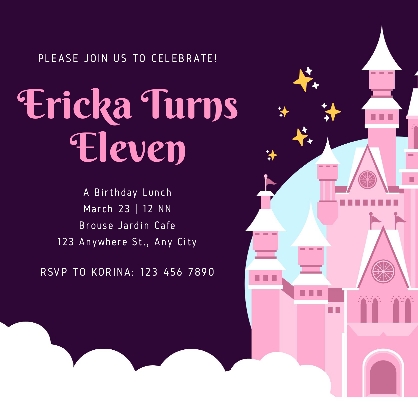 PLEASE JOIN US TO CELEBRATE!
Ericka Turns
Eleven
A Birthday Lunch
March 23 | 12 NN
Brouse Jardin Cafe
123 Anywhere St., Any City
RSVP TO KORINA: 123 456 7890